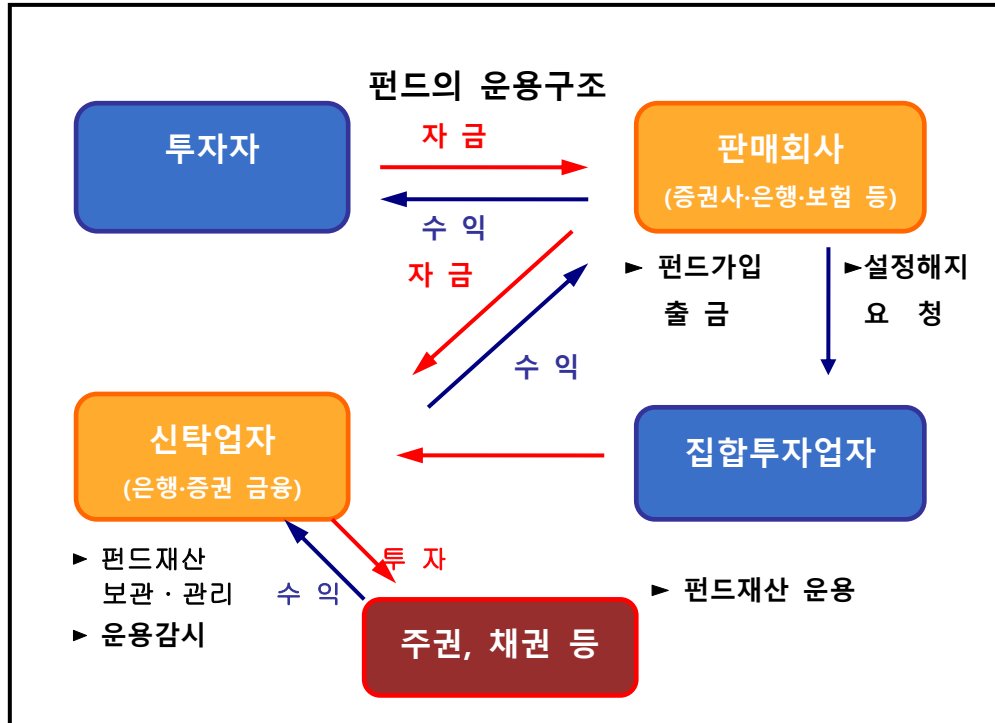 펀드의 운용구조
투자자
자 금
수 익
판매회사
(증권사·은행·보험 등)
자 금
수 익
► 펀드가입
출 금
►설정해지
요 청
신탁업자
(은행·증권 금융)
집합투자업자
► 펀드재산
보관 · 관리
► 운용감시
수 익
투 자
주권, 채권 등
► 펀드재산 운용